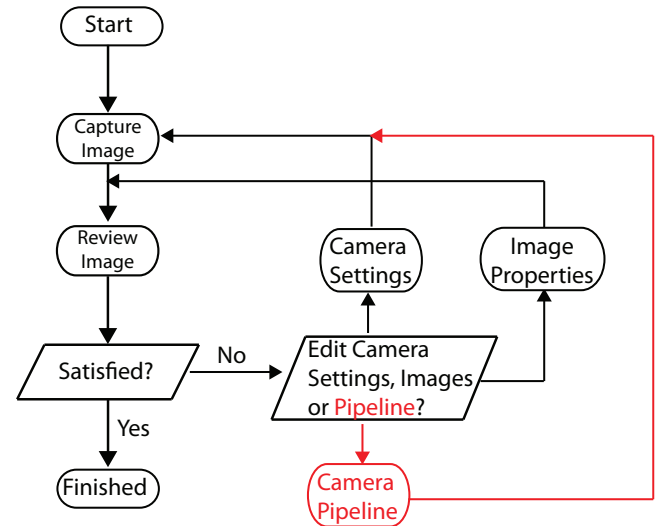 Start
Capture
Image
Review
Image
Camera
Settings
Image
Properties
Satisfied?
No
Edit Camera
Settings, Images
or Pipeline?
Yes
Finished
Camera
Pipeline